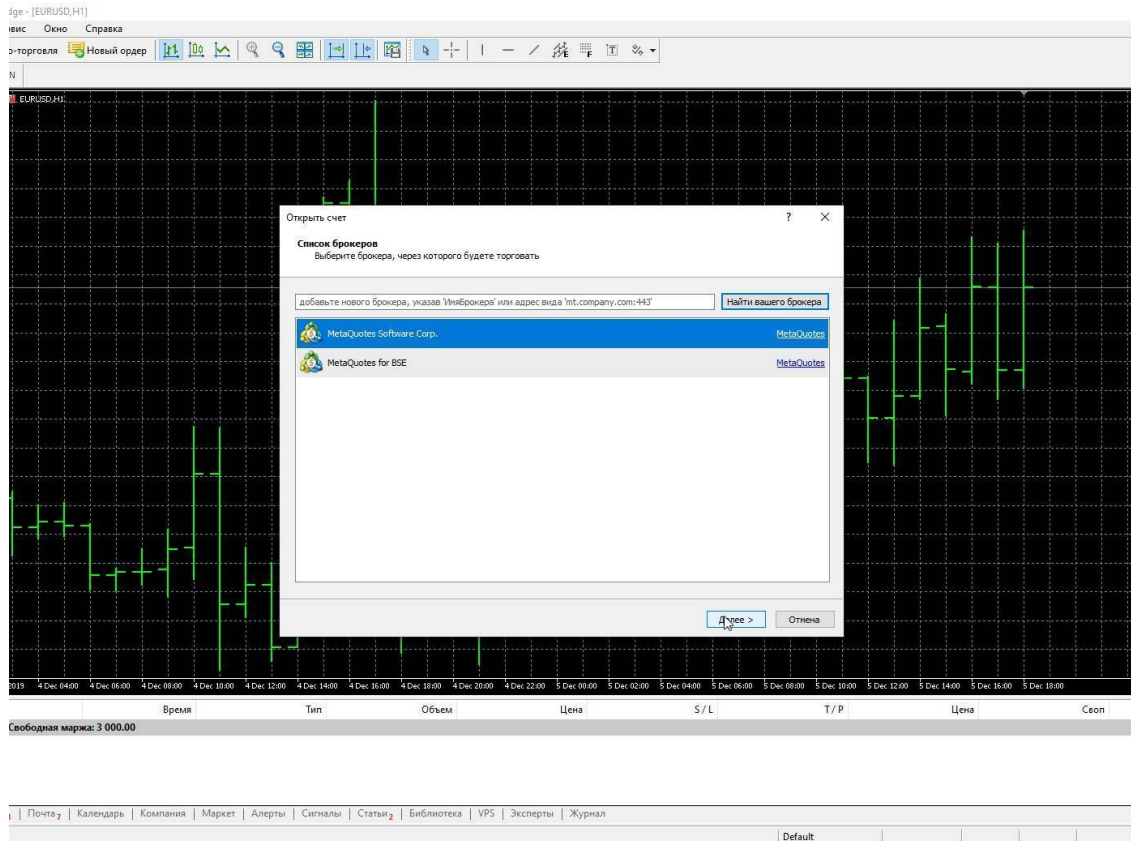 dge - [EURUSD,H1]
рвис Окно Справка
о-торговля Новый ордер
N
EURUSD,H1
Открыть счет ? ×
Список брокеров
Выберите брокера, через которого будете торговать
добавьте нового брокера, указав 'ИмяБрокера' или адрес вида 'mt.company.com:443' Найти вашего брокера
MetaQuotes Software Corp. MetaQuotes
MetaQuotes for BSE MetaQuotes
Далее > Отмена
2019 4 Dec 04:00 4 Dec 06:00 4 Dec 08:00 4 Dec 10:00 4 Dec 12:00 4 Dec 14:00 4 Dec 16:00 4 Dec 18:00 4 Dec 20:00 4 Dec 22:00 5 Dec 00:00 5 Dec 02:00 5 Dec 04:00 5 Dec 06:00 5 Dec 08:00 5 Dec 10:00 5 Dec 12:00 5 Dec 14:00 5 Dec 16:00 5 Dec 18:00
Время Тип Объем Цена S / L T / P Цена Своп
Свободная маржа: 3 000.00
Почта 7 | Календарь | Компания | Маркет | Алерты | Сигналы | Статьи 2 | Библиотека | VPS | Эксперты | Журнал
Default